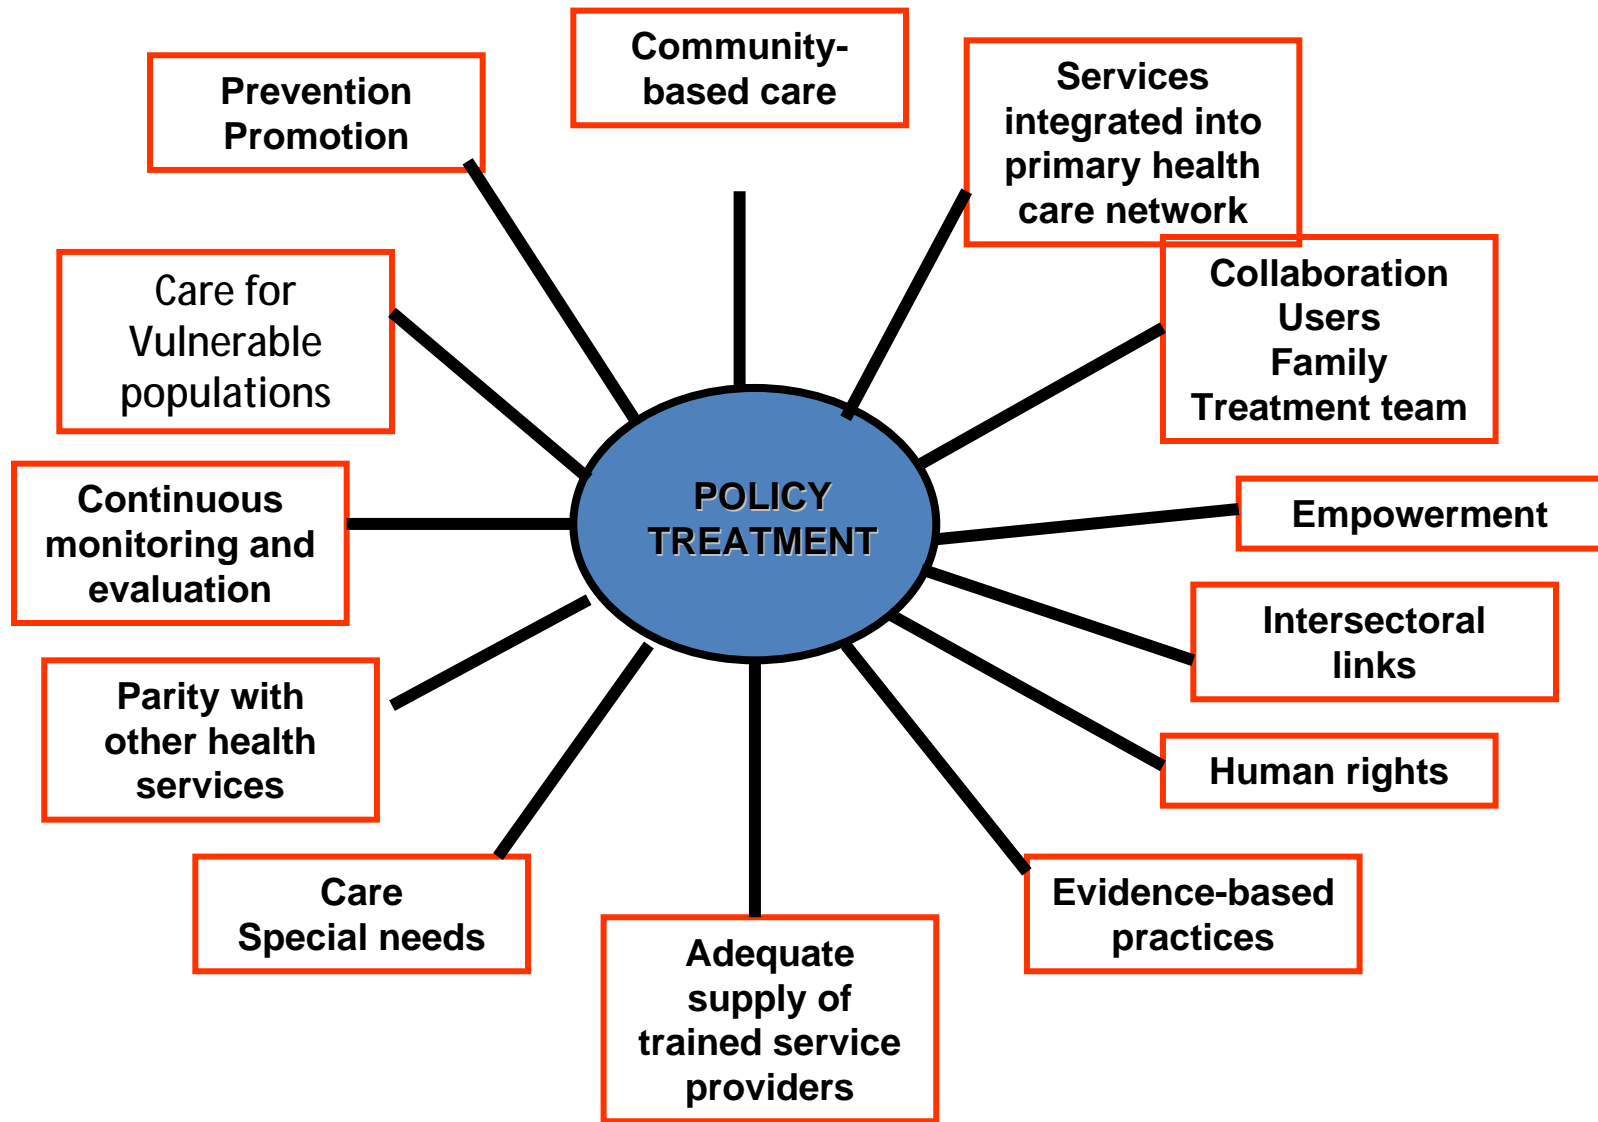 Community-
based care
Prevention
Promotion
Services
integrated into
primary health
care network
Care for
Vulnerable
populations
Collaboration
Users
Family
Treatment team
POLICY
TREATMENT
Continuous
monitoring and
evaluation
Empowerment
Intersectoral
links
Parity with
other health
services
Human rights
Care
Special needs
Evidence-based
practices
Adequate
supply of
trained service
providers